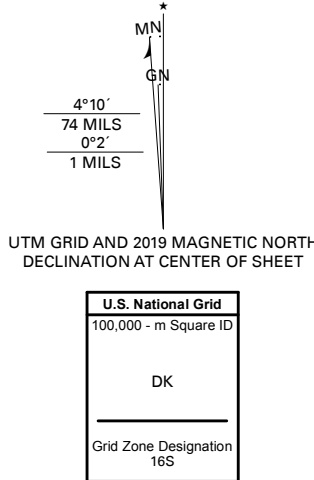 ★
MN
GN
4°10´
74 MILS
0°2´
1 MILS
UTM GRID AND 2019 MAGNETIC NORTH
DECLINATION AT CENTER OF SHEET
U.S. National Grid
100,000 - m Square ID
DK
Grid Zone Designation
16S